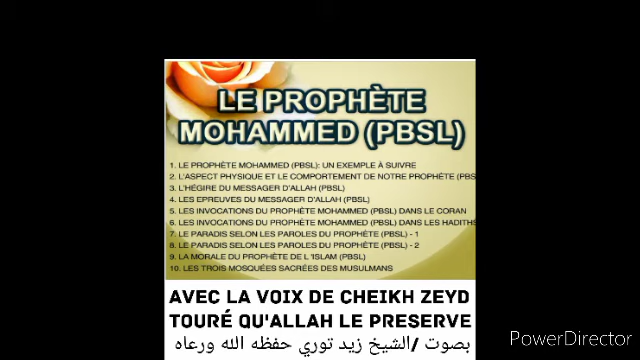 LE PROPHÈTE
MOHAMMED (PBSL)
1. LE PROPHÈTE MOHAMMED (PBSL): UN EXEMPLE À SUIVRE
2. L'ASPECT PHYSIQUE ET LE COMPORTEMENT DE NOTRE PROPHÈTE (PBS
3. L'HÉGIRE DU MESSAGER D'ALLAH (PBSL)
4. LES EPREUVES DU MESSAGER D'ALLAH (PBSL)
5. LES INVOCATIONS DU PROPHÈTE MOHAMMED (PBSL) DANS LE CORAN
6. LES INVOCATIONS DU PROPHÈTE MOHAMMED (PBSL) DANS LES HADITHS
7. LE PARADIS SELON LES PAROLES DU PROPHÈTE (PBSL) - 1
8. LE PARADIS SELON LES PAROLES DU PROPHÈTE (PBSL) - 2
9. LA MORALE DU PROPHÈTE DE L 'ISLAM (PBSL)
10. LES TROIS MOSQUÉES SACRÉES DES MUSULMANS
AVEC LA VOIX DE CHEIKH ZEYD
TOURÉ QU'ALLAH LE PRESERVE
بصوت /الشيخ زيد توري حفظه الله ورعاه
PowerDirector